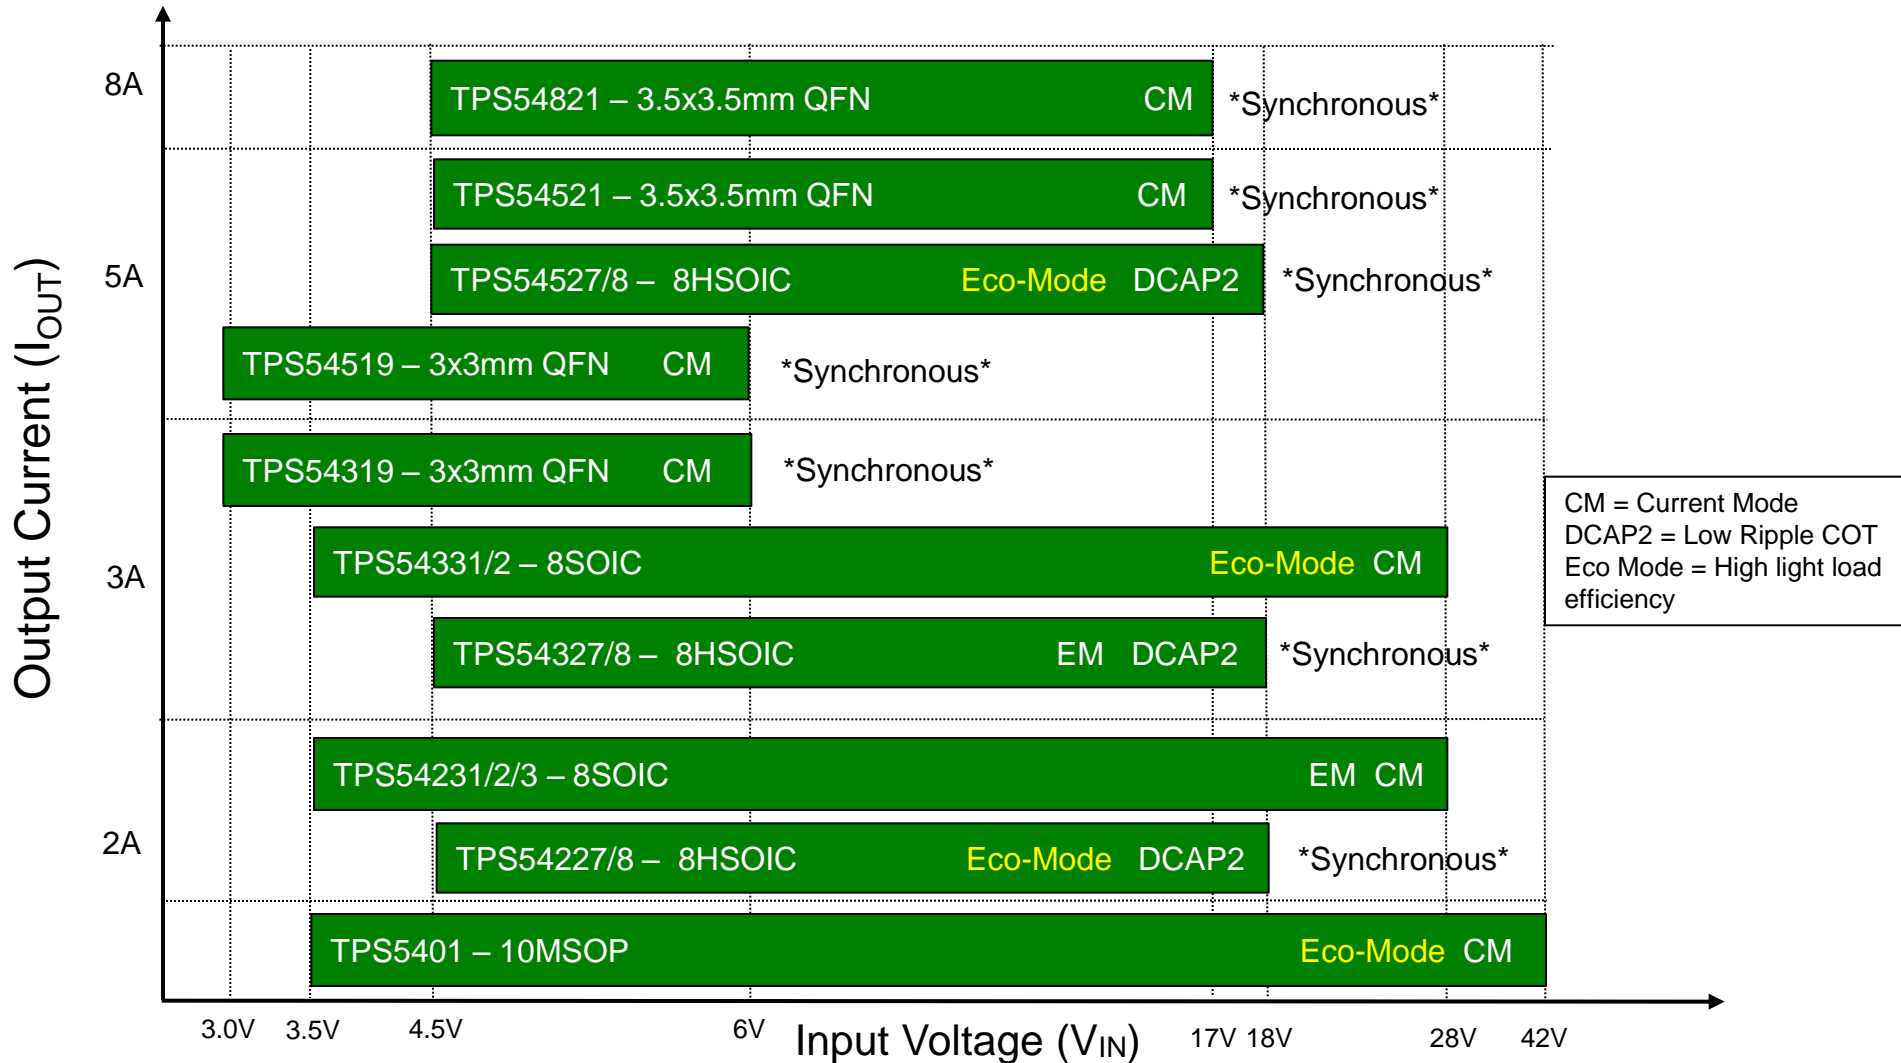 8A
TPS54821 – 3.5x3.5mm QFN CM *Synchronous*
TPS54521 – 3.5x3.5mm QFN CM *Synchronous*
5A
TPS54527/8 – 8HSOIC Eco-Mode DCAP2 *Synchronous*
TPS54519 – 3x3mm QFN CM *Synchronous*
TPS54319 – 3x3mm QFN CM *Synchronous*
3A
TPS54331/2 – 8SOIC Eco-Mode CM
TPS54327/8 – 8HSOIC EM DCAP2 *Synchronous*
TPS54231/2/3 – 8SOIC EM CM
2A
TPS54227/8 – 8HSOIC Eco-Mode DCAP2 *Synchronous*
TPS5401 – 10MSOP Eco-Mode CM
Output Current (IOUT)
3.0V 3.5V 4.5V 6V 17V 18V 28V 42V
Input Voltage (VIN)
CM = Current Mode
DCAP2 = Low Ripple COT
Eco Mode = High light load
efficiency